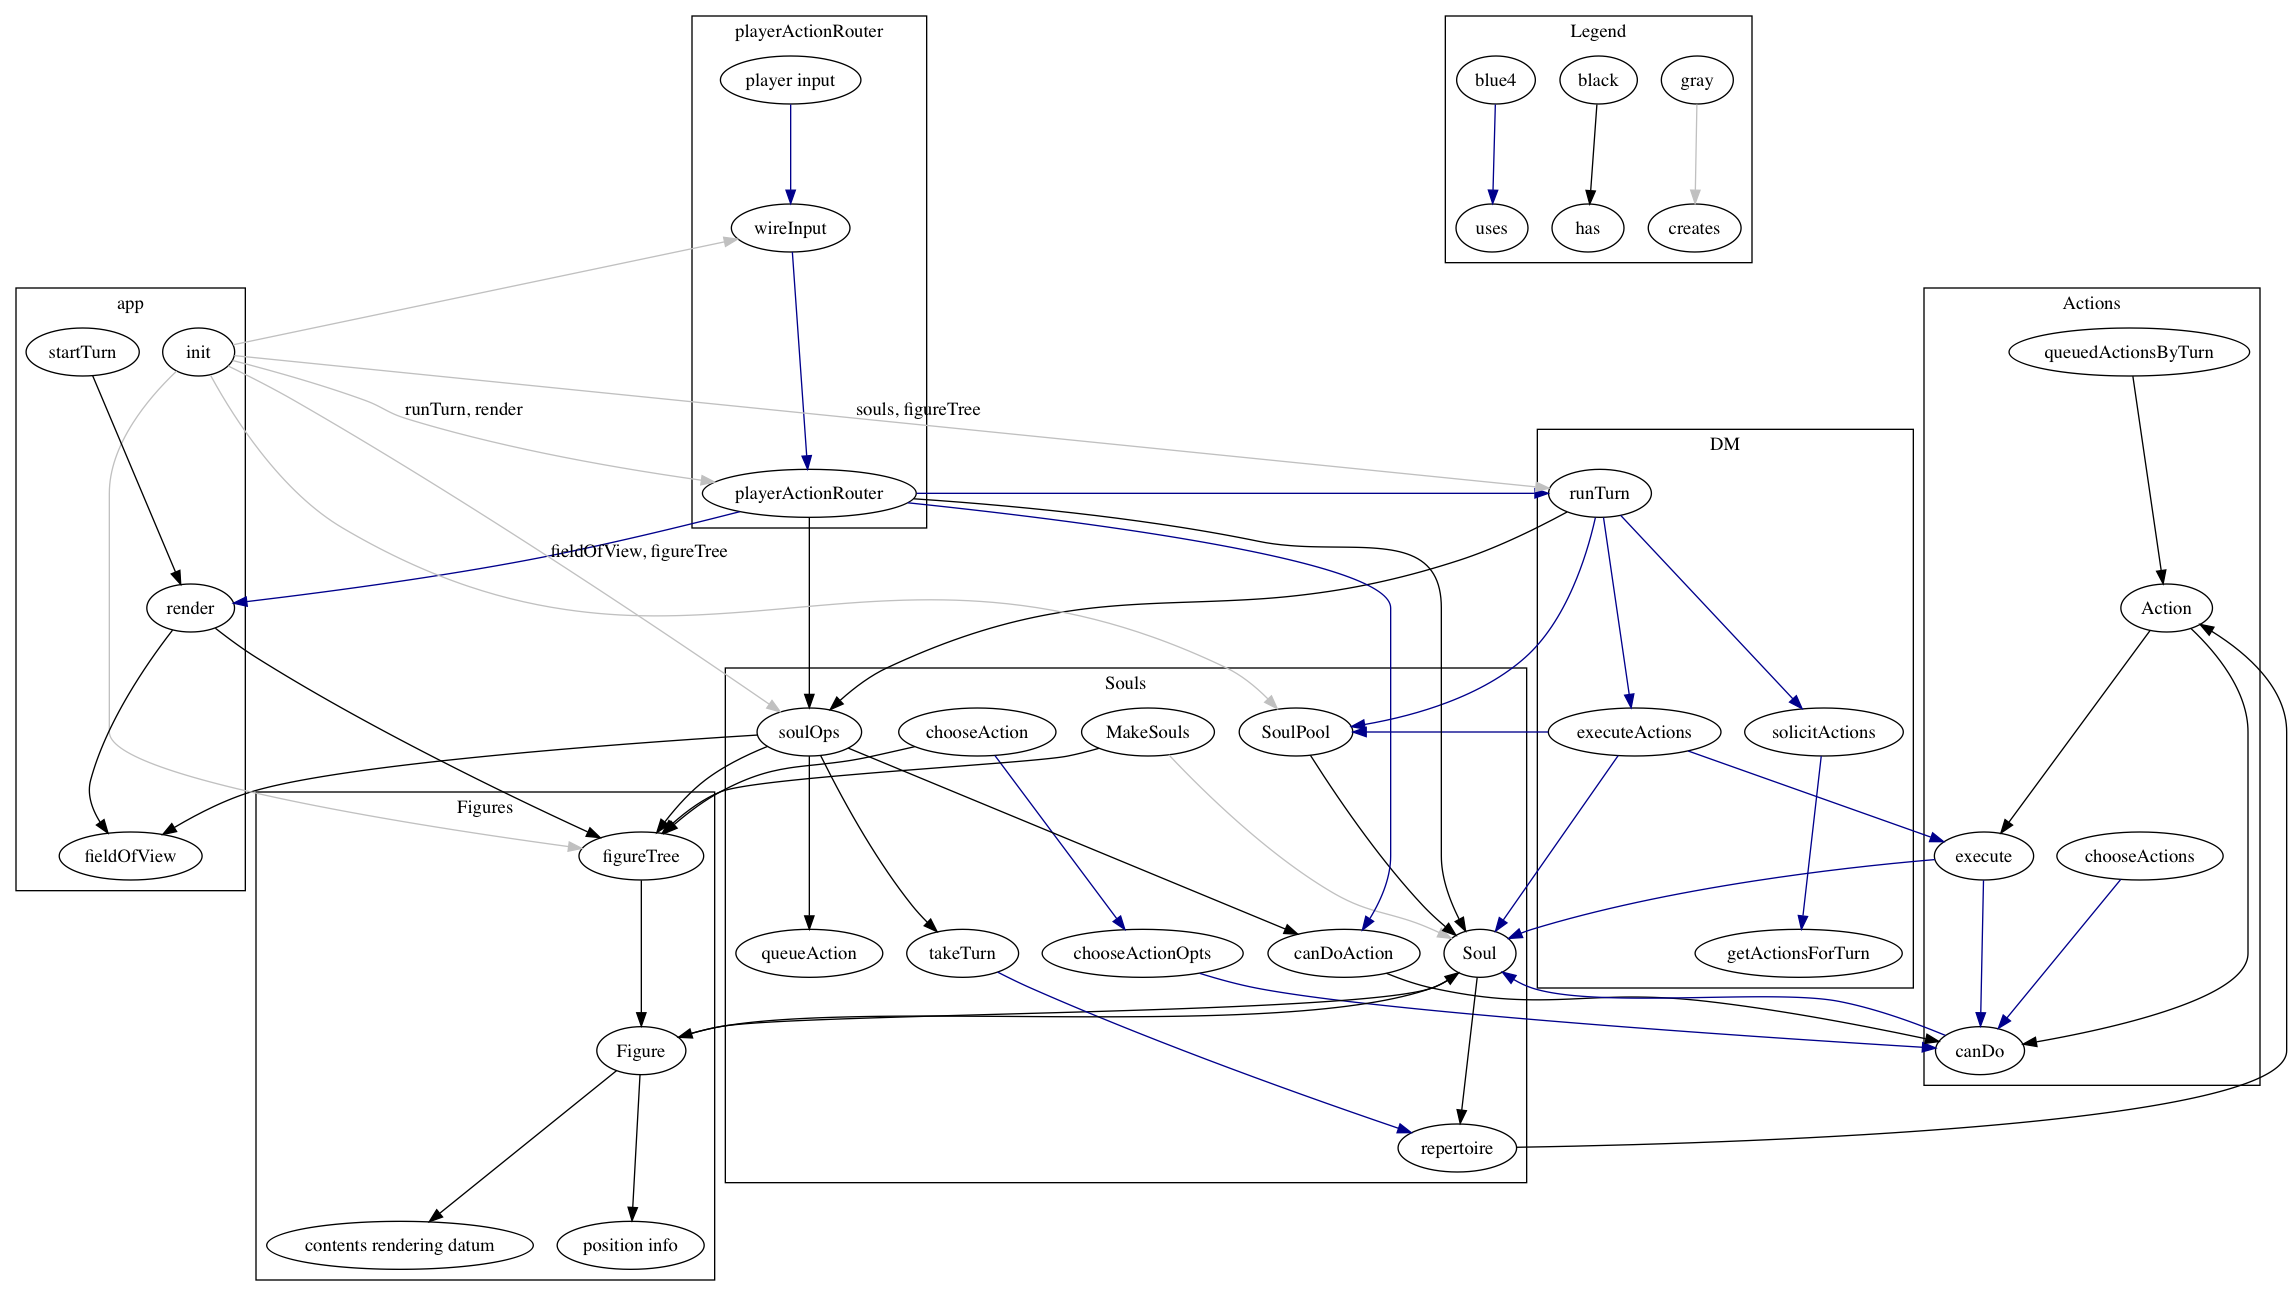 playerActionRouter
player input
wireInput
playerActionRouter
Legend
blue4
black
gray
uses
has
creates
app
startTurn
init
render
fieldOfView
runTurn, render
souls, figureTree
fieldOfView, figureTree
Actions
queuedActionsByTurn
Action
execute
chooseActions
canDo
DM
runTurn
executeActions
solicitActions
getActionsForTurn
Souls
soulOps
chooseAction
MakeSouls
SoulPool
queueAction
takeTurn
chooseActionOpts
canDoAction
Soul
repertoire
Figures
figureTree
Figure
contents rendering datum
position info